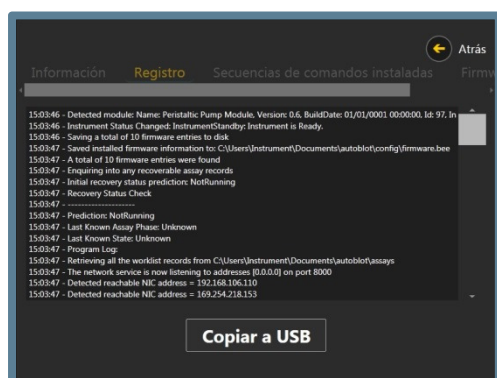 Atrás
Información Registro Secuencias de comandos instaladas Firmw
15:03:46 - Detected module: Name: Peristaltic Pump Module, Version: 0.6, BuildDate: 01/01/0001 00:00:00, Id: 97, In
15:03:46 - Instrument Status Changed: InstrumentStandby: Instrument is Ready.
15:03:46 - Saving a total of 10 firmware entries to disk
15:03:47 - Saved installed firmware information to: C:\Users\Instrument\Documents\autoblot\config\firmware.bee
15:03:47 - A total of 10 firmware entries were found
15:03:47 - Enquiring into any recoverable assay records
15:03:47 - Initial recovery status prediction: NotRunning
15:03:47 - Recovery Status Check
15:03:47 - --------------------
15:03:47 - Prediction: NotRunning
15:03:47 - Last Known Assay Phase: Unknown
15:03:47 - Last Known State: Unknown
15:03:47 - Program Log:
15:03:47 - Retrieving all the worklist records from C:\Users\Instrument\Documents\autoblot\assays
15:03:47 - The network service is now listening to addresses [0.0.0.0] on port 8000
15:03:47 - Detected reachable NIC address = 192.168.106.110
15:03:47 - Detected reachable NIC address = 169.254.218.153
Copiar a USB